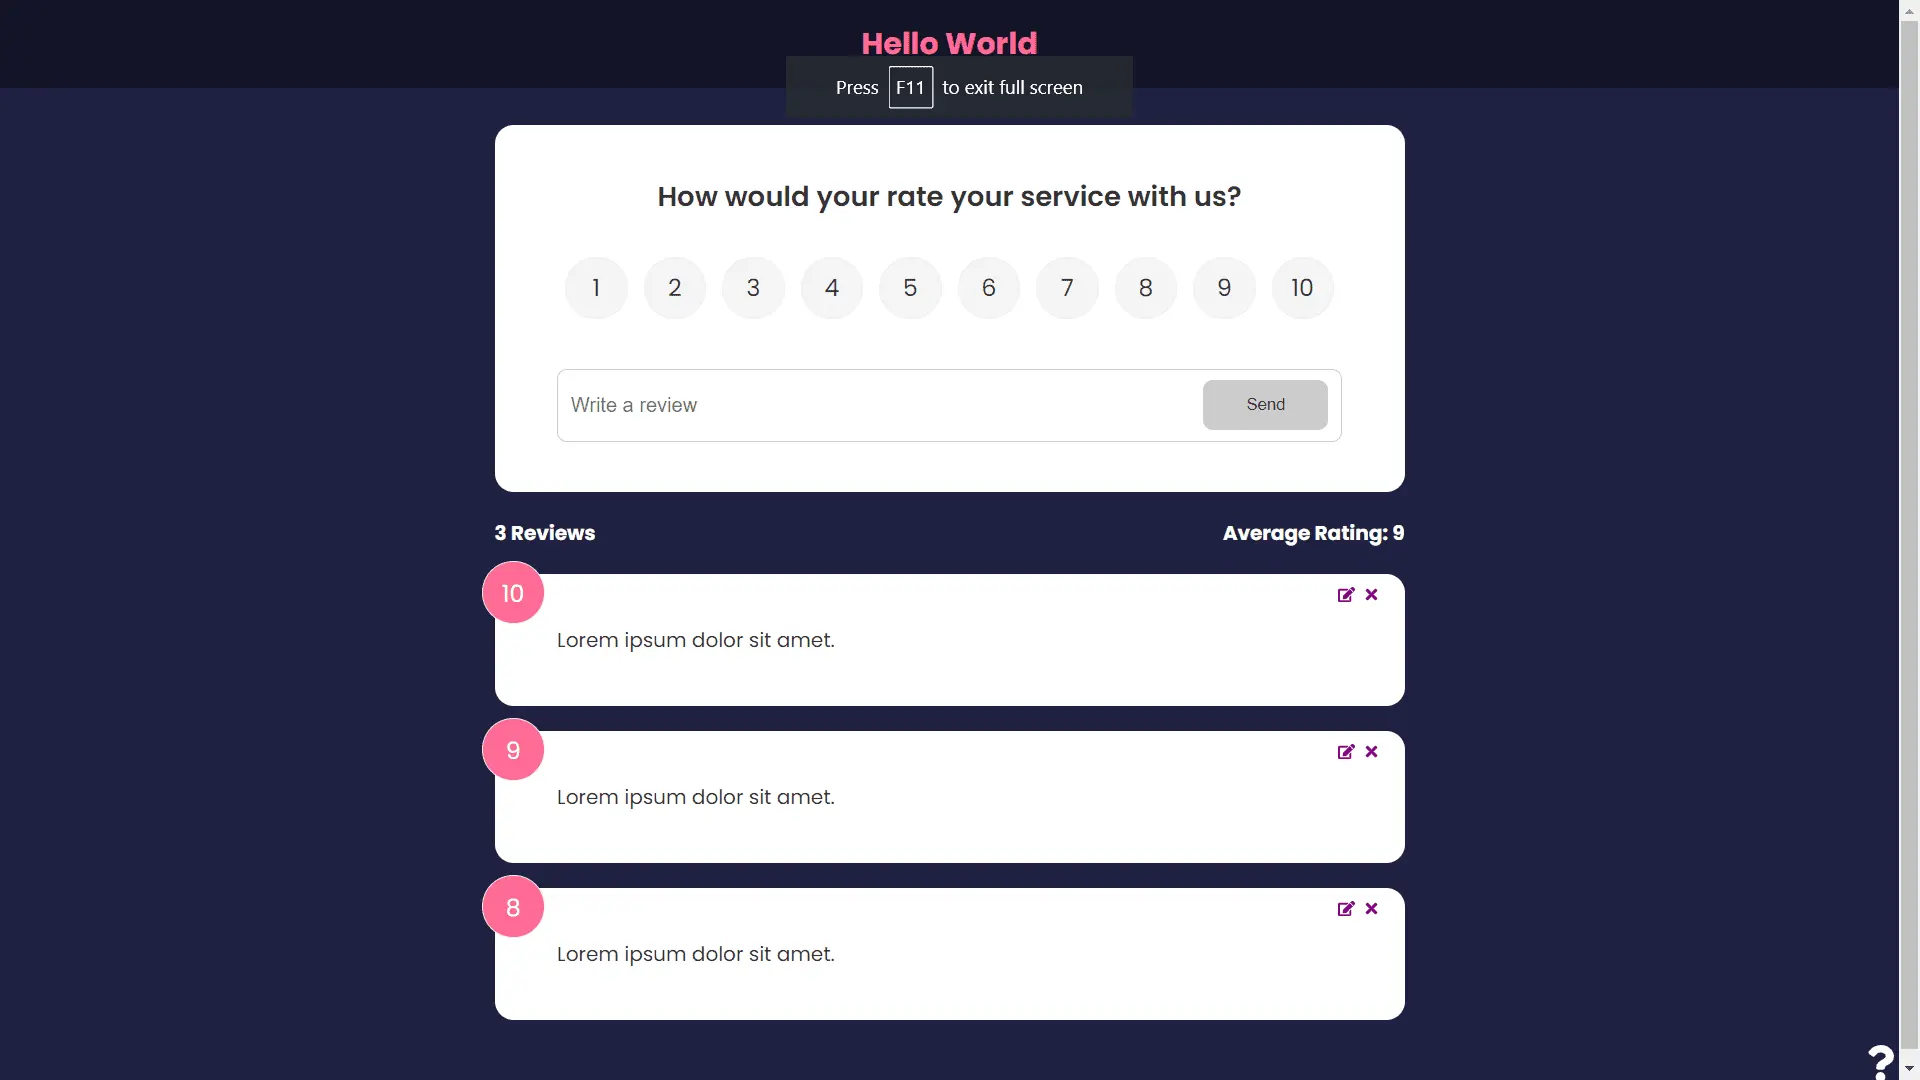 Hello World
Press F11 to exit full screen
How would your rate your service with us?
1 2 3 4 5 6 7 8 9 10
Write a review
Send
3 Reviews
Average Rating: 9
10
Lorem ipsum dolor sit amet.
9
Lorem ipsum dolor sit amet.
8
Lorem ipsum dolor sit amet.
?